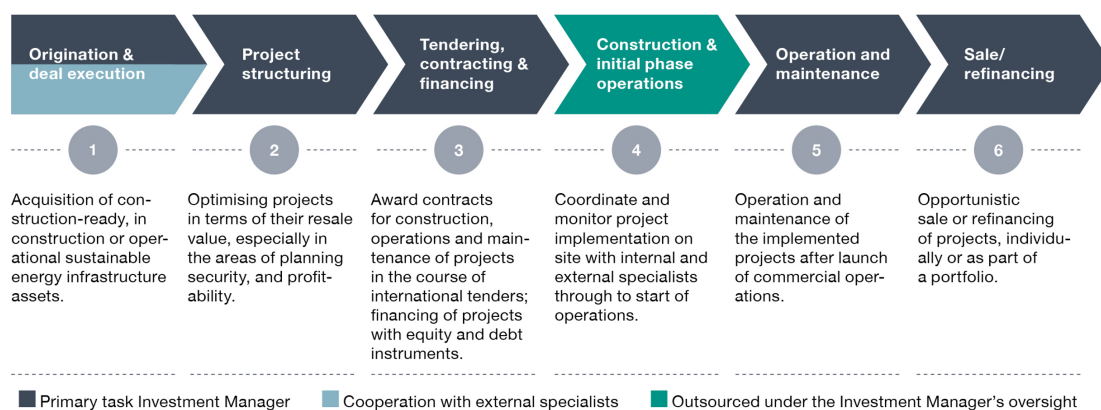 Origination &
deal execution
Project
structuring
Tendering,
contracting &
financing
Construction &
initial phase
operations
Operation and
maintenance
Sale/
refinancing
1
2
3
4
5
6
Acquisition of con-
struction-ready, in
construction or oper-
ational sustainable
energy infrastructure
assets.
Optimising projects
in terms of their resale
value, especially in
the areas of planning
security, and profit-
ability.
Award contracts
for construction,
operations and main-
tenance of projects
in the course of
international tenders;
financing of projects
with equity and debt
instruments.
Coordinate and
monitor project
implementation on
site with internal and
external specialists
through to start of
operations.
Operation and
maintenance of
the implemented
projects after launch
of commercial oper-
ations.
Opportunistic
sale or refinancing
of projects, individu-
ally or as part of
a portfolio.
Primary task Investment Manager
Cooperation with external specialists
Outsourced under the Investment Manager's oversight